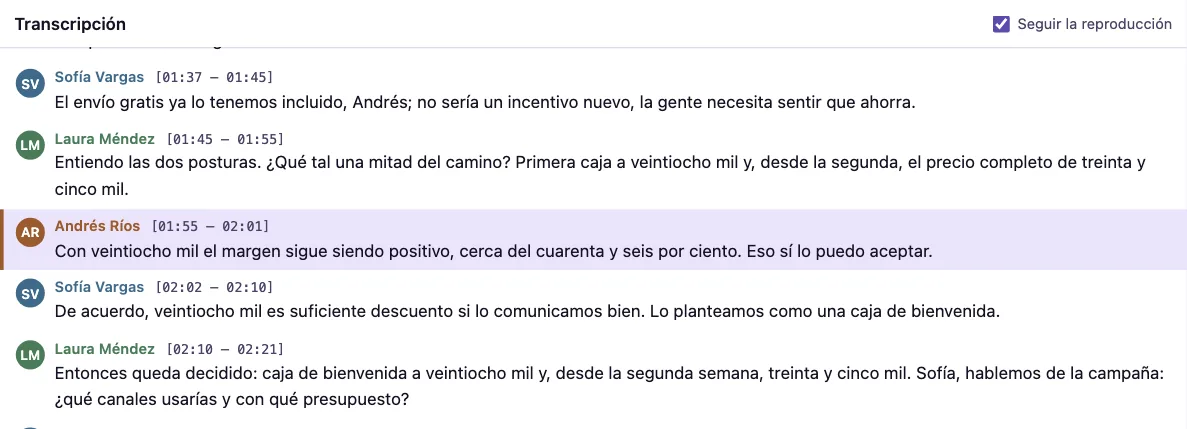 Transcripción
Seguir la reproducción
SV
Sofía Vargas [01:37 – 01:45]
El envío gratis ya lo tenemos incluido, Andrés; no sería un incentivo nuevo, la gente necesita sentir que ahorra.
LM
Laura Méndez [01:45 – 01:55]
Entiendo las dos posturas. ¿Qué tal una mitad del camino? Primera caja a veintiocho mil y, desde la segunda, el precio completo de treinta y
cinco mil.
AR
Andrés Ríos [01:55 – 02:01]
Con veintiocho mil el margen sigue siendo positivo, cerca del cuarenta y seis por ciento. Eso sí lo puedo aceptar.
SV
Sofía Vargas [02:02 – 02:10]
De acuerdo, veintiocho mil es suficiente descuento si lo comunicamos bien. Lo planteamos como una caja de bienvenida.
LM
Laura Méndez [02:10 – 02:21]
Entonces queda decidido: caja de bienvenida a veintiocho mil y, desde la segunda semana, treinta y cinco mil. Sofía, hablemos de la campaña:
¿qué canales usarías y con qué presupuesto?